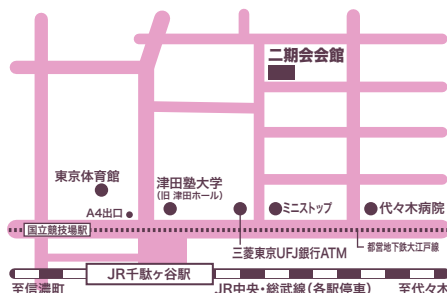 二期会会館
東京体育館
津田塾大学
(旧 津田ホール)
A4出口
ミニストップ
代々木病院
国立競技場駅
三菱東京UFJ銀行ATM
都営地下鉄大江戸線
JR千駄ヶ谷駅
至信濃町
JR中央・総武線(各駅停車)
至代々木